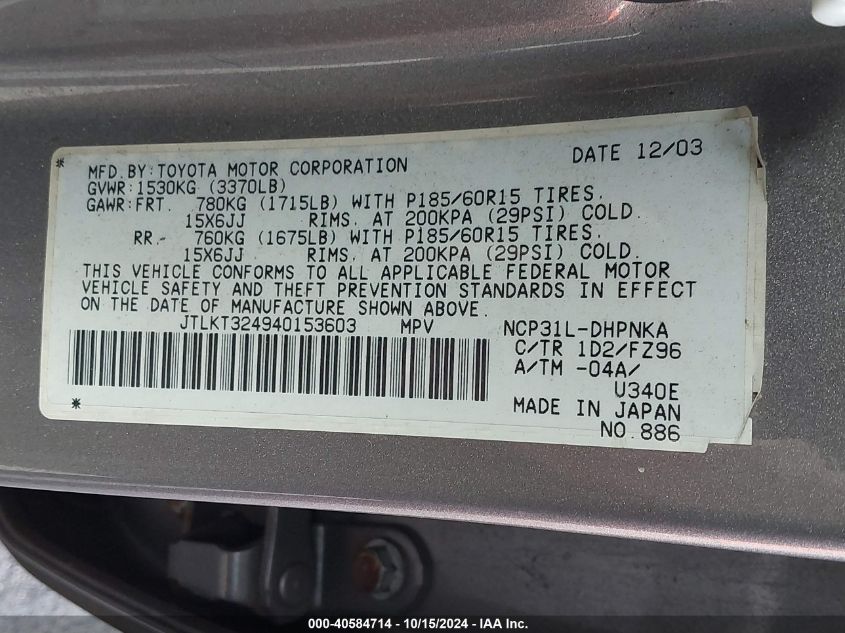 MFD.BY:TOYOTA MOTOR CORPORATION DATE 12/03
GVWR:1530KG (3370LB)
GAWR:FRT. 780KG (1715LB) WITH P185/60R15 TIRES.
15X6JJ RIMS. AT 200KPA (29PSI) COLD.
RR.- 760KG (1675LB) WITH P185/60R15 TIRES.
15X6JJ RIMS. AT 200KPA (29PSI) COLD.
THIS VEHICLE CONFORMS TO ALL APPLICABLE FEDERAL MOTOR
VEHICLE SAFETY AND THEFT PREVENTION STANDARDS IN EFFECT
ON THE DATE OF MANUFACTURE SHOWN ABOVE.
JTLKT324940153603 MPV NCP31L-DHPNKA
C/TR 1D2/FZ96
A/TM -04A/
U340E
MADE IN JAPAN
NO.886
000-40584714 - 10/15/2024 - IAA Inc.